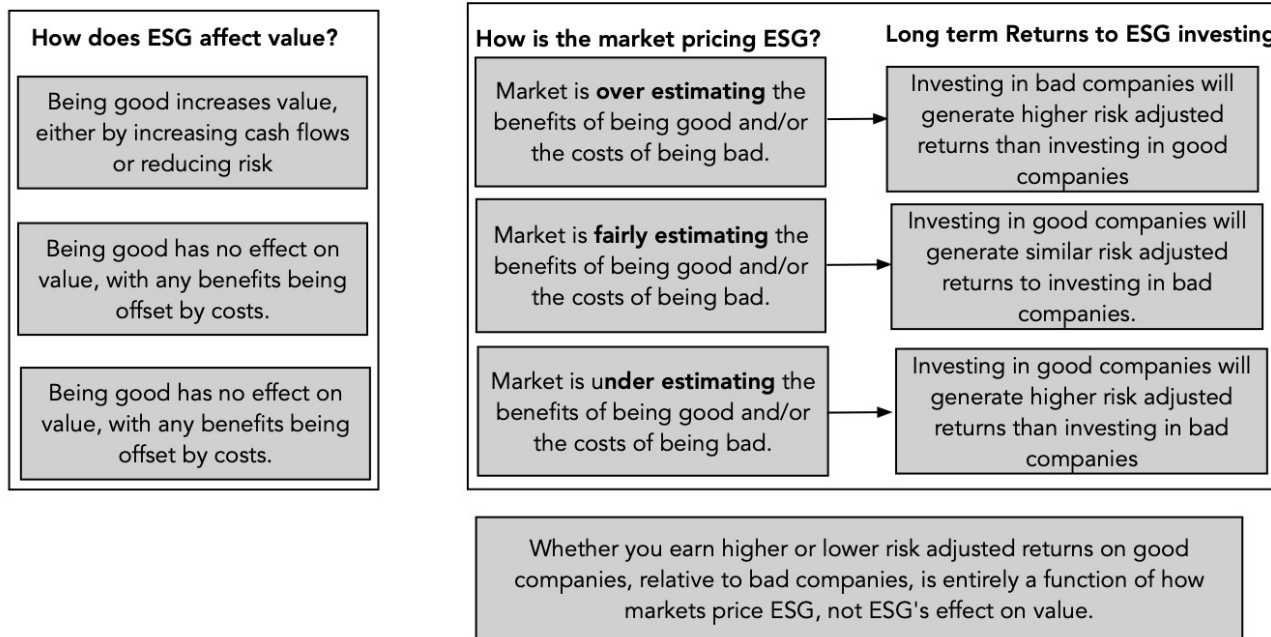 How does ESG affect value?
Being good increases value,
either by increasing cash flows
or reducing risk
Being good has no effect on
value, with any benefits being
offset by costs.
Being good has no effect on
value, with any benefits being
offset by costs.
How is the market pricing ESG?
Market is over estimating the
benefits of being good and/or
the costs of being bad.
Market is fairly estimating the
benefits of being good and/or
the costs of being bad.
Market is under estimating the
benefits of being good and/or
the costs of being bad.
Long term Returns to ESG investing
Investing in bad companies will
generate higher risk adjusted
returns than investing in good
companies
Investing in good companies will
generate similar risk adjusted
returns to investing in bad
companies.
Investing in good companies will
generate higher risk adjusted
returns than investing in bad
companies
Whether you earn higher or lower risk adjusted returns on good
companies, relative to bad companies, is entirely a function of how
markets price ESG, not ESG's effect on value.